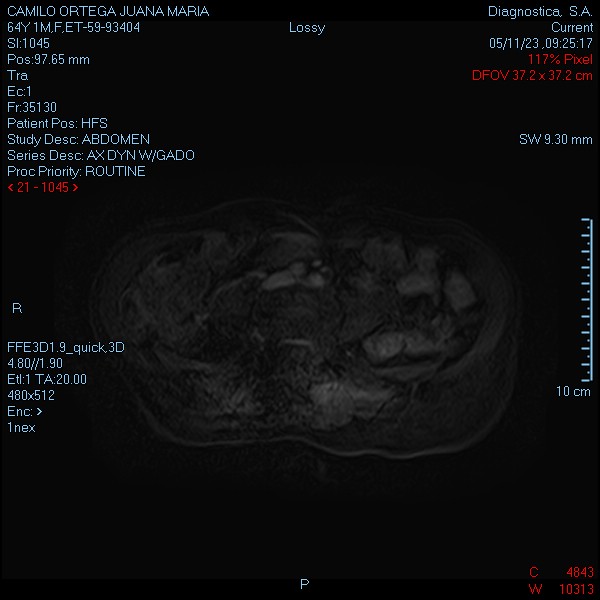 CAMILO ORTEGA JUANA MARIA
64Y 1M,F,ET-59-93404
Sl:1045
Pos:97.65 mm
Tra
Ec:1
Fr:35130
Patient Pos: HFS
Study Desc: ABDOMEN
Series Desc: AX DYN W/GADO
Proc Priority: ROUTINE
< 21 - 1045 >
Lossy
Diagnostica, S.A.
Current
05/11/23 ,09:25:17
117% Pixel
DFOV 37.2 x 37.2 cm
SW 9.30 mm
R
10 cm
FFE3D1.9_quick,3D
4.80//1.90
Etl:1 TA:20.00
480x512
Enc: >
1nex
P
C 4843
W 10313